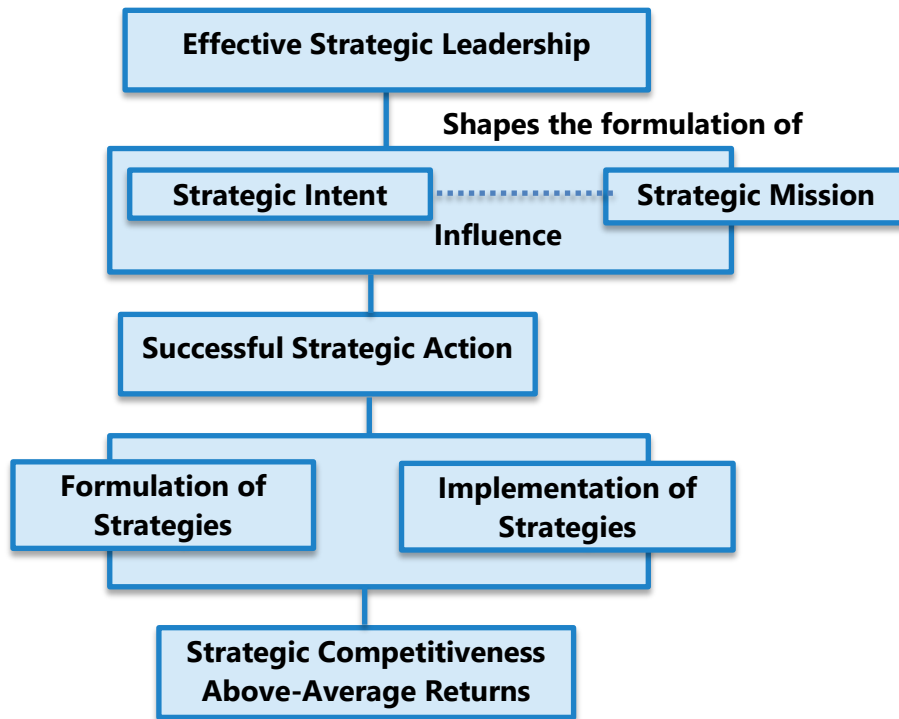 Effective Strategic Leadership
Shapes the formulation of
Strategic Intent
Strategic Mission
Influence
Successful Strategic Action
Formulation of
Strategies
Implementation of
Strategies
Strategic Competitiveness
Above-Average Returns